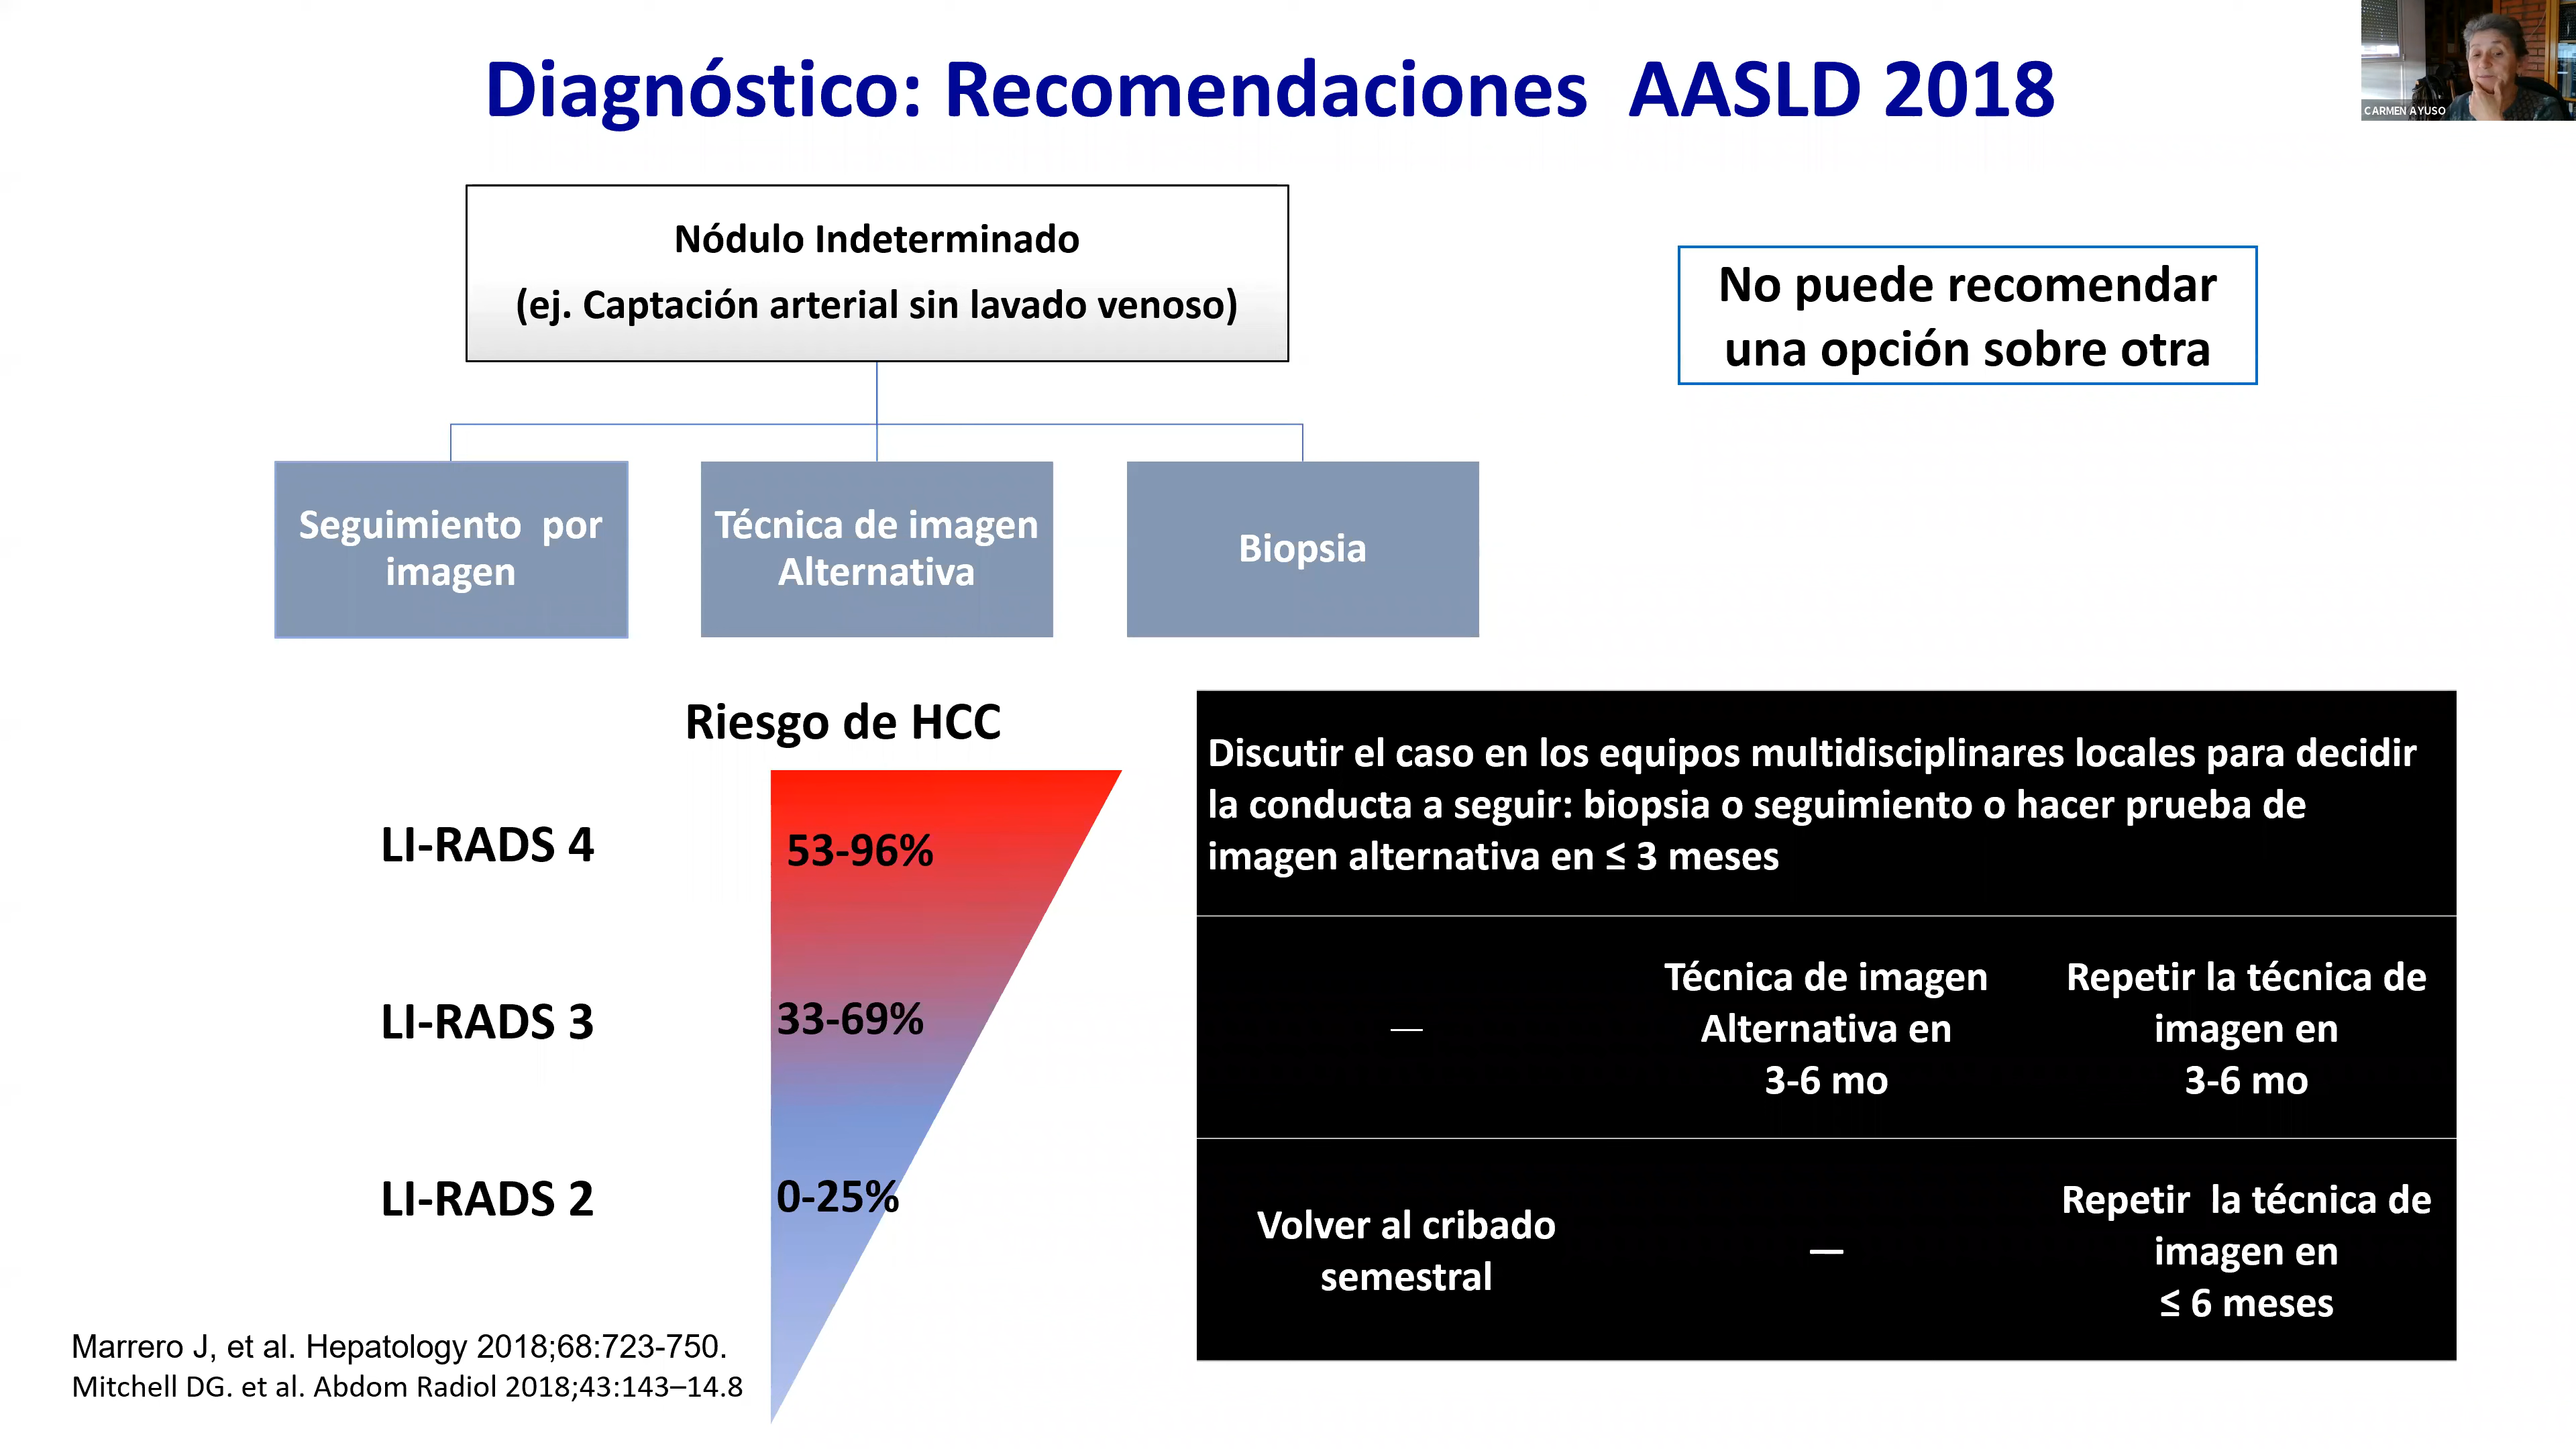 Diagnóstico: Recomendaciones AASLD 2018
CARMEN AYUSO
Nódulo Indeterminado
(ej. Captación arterial sin lavado venoso)
No puede recomendar
una opción sobre otra
Seguimiento por
imagen
Técnica de imagen
Alternativa
Biopsia
Riesgo de HCC
LI-RADS 4
53-96%
Discutir el caso en los equipos multidisciplinares locales para decidir
la conducta a seguir: biopsia o seguimiento o hacer prueba de
imagen alternativa en ≤ 3 meses
LI-RADS 3
33-69%
—
Técnica de imagen
Alternativa en
3-6 mo
Repetir la técnica de
imagen en
3-6 mo
LI-RADS 2
0-25%
Volver al cribado
semestral
—
Repetir la técnica de
imagen en
≤ 6 meses
Marrero J, et al. Hepatology 2018;68:723-750.
Mitchell DG. et al. Abdom Radiol 2018;43:143–14.8